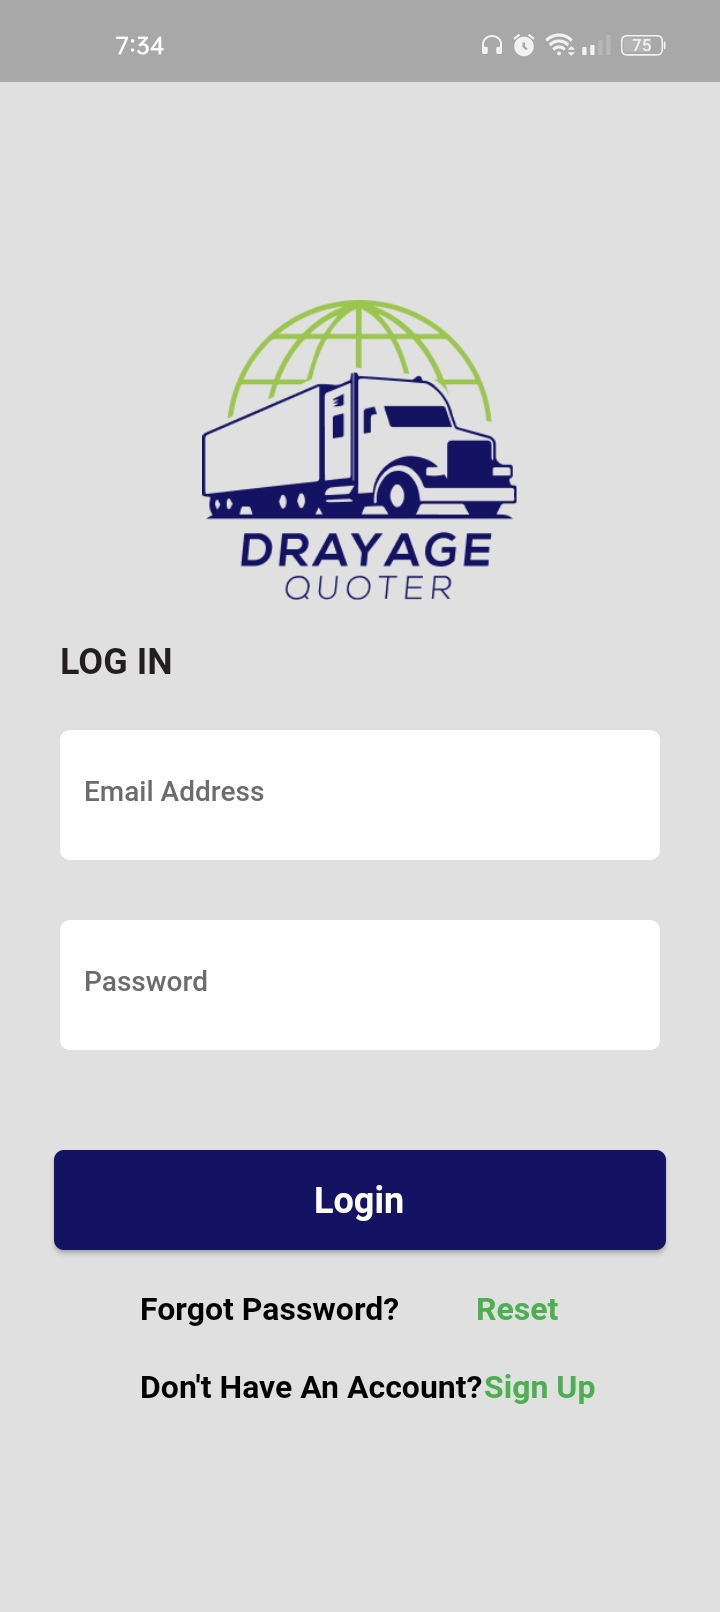 7:34
75
DRAYAGE
QUOTER
LOG IN
Email Address
Password
Login
Forgot Password? Reset
Don't Have An Account? Sign Up